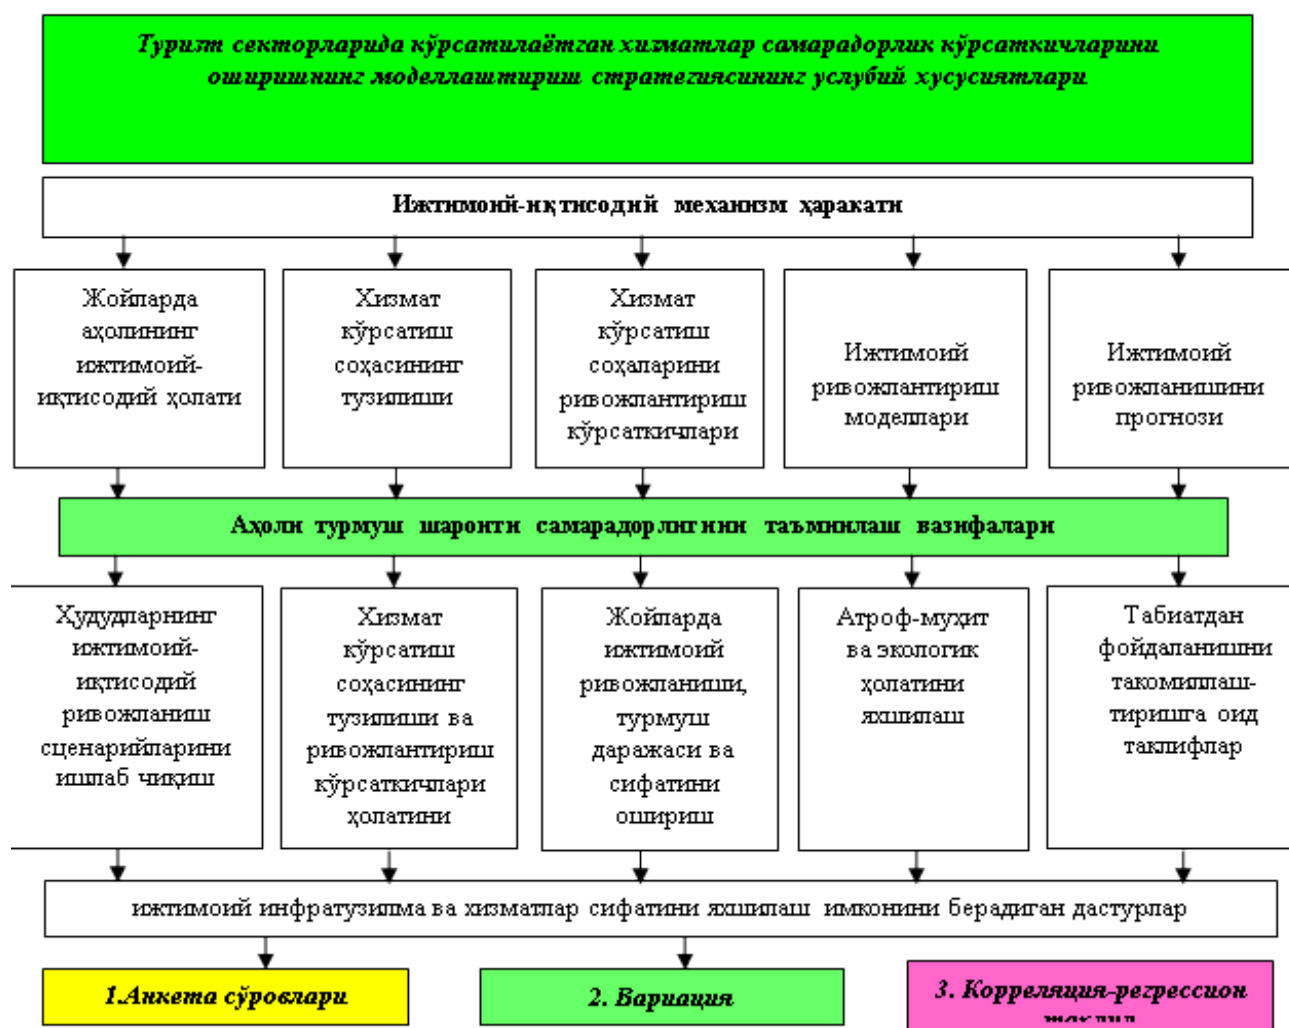 Туризт секторларида кўрсатилаётган хизматлар самарадорлик кўрсаткичларини
оширишнинг моделлаштириш стратегиясининг услубий хусусиятлари
Ижтимоий-иқтисодий механизм ҳаракати
Жойларда
аҳолининг
ижтимоий-
иқтисодий ҳолати
Хизмат
кўрсатиш
соҳасининг
тузилиши
Хизмат
кўрсатиш
соҳаларини
ривожлантириш
кўрсаткичлари
Ижтимоий
ривожлантириш
моделлари
Ижтимоий
ривожланишини
прогнози
Аҳоли турмуш шароити самарадорлигини таъминлаш вазифалари
Ҳудудларнинг
ижтимоий-
иқтисодий
ривожланиш
сценарийларини
ишлаб чиқиш
Хизмат
кўрсатиш
соҳасининг
тузилиши ва
ривожлантириш
кўрсаткичлари
ҳолатини
Жойларда
ижтимоий
ривожланиши,
турмуш
даражаси ва
сифатини
ошириш
Атроф-муҳит
ва экологик
ҳолатини
яхшилаш
Табиатдан
фойдаланишни
такомиллаш-
тиришга оид
таклифлар
ижтимоий инфратузилма ва хизматлар сифатини яхшилаш имконини берадиган дастурлар
1.Анкета сўровлари
2. Вариация
3. Корреляция-регрессион